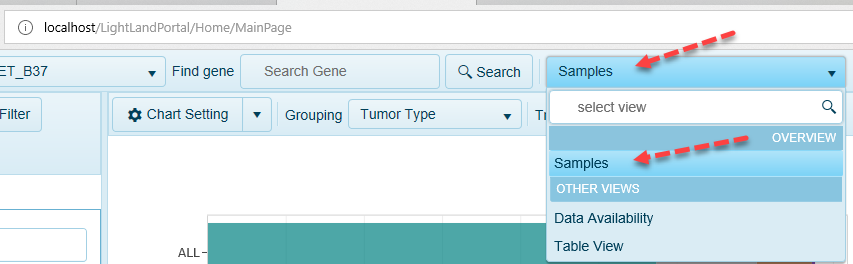 localhost/LightLandPortal/Home/MainPage
ET_B37 Find gene Search Gene Search Samples
Filter Chart Setting Grouping Tumor Type
select view
OVERVIEW
Samples
OTHER VIEWS
Data Availability
Table View
ALL